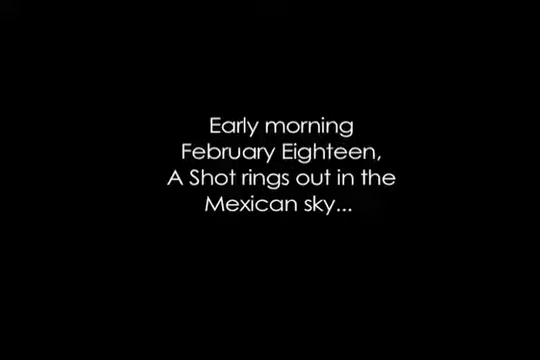 Early morning
February Eighteen,
A Shot rings out in the
Mexican sky...